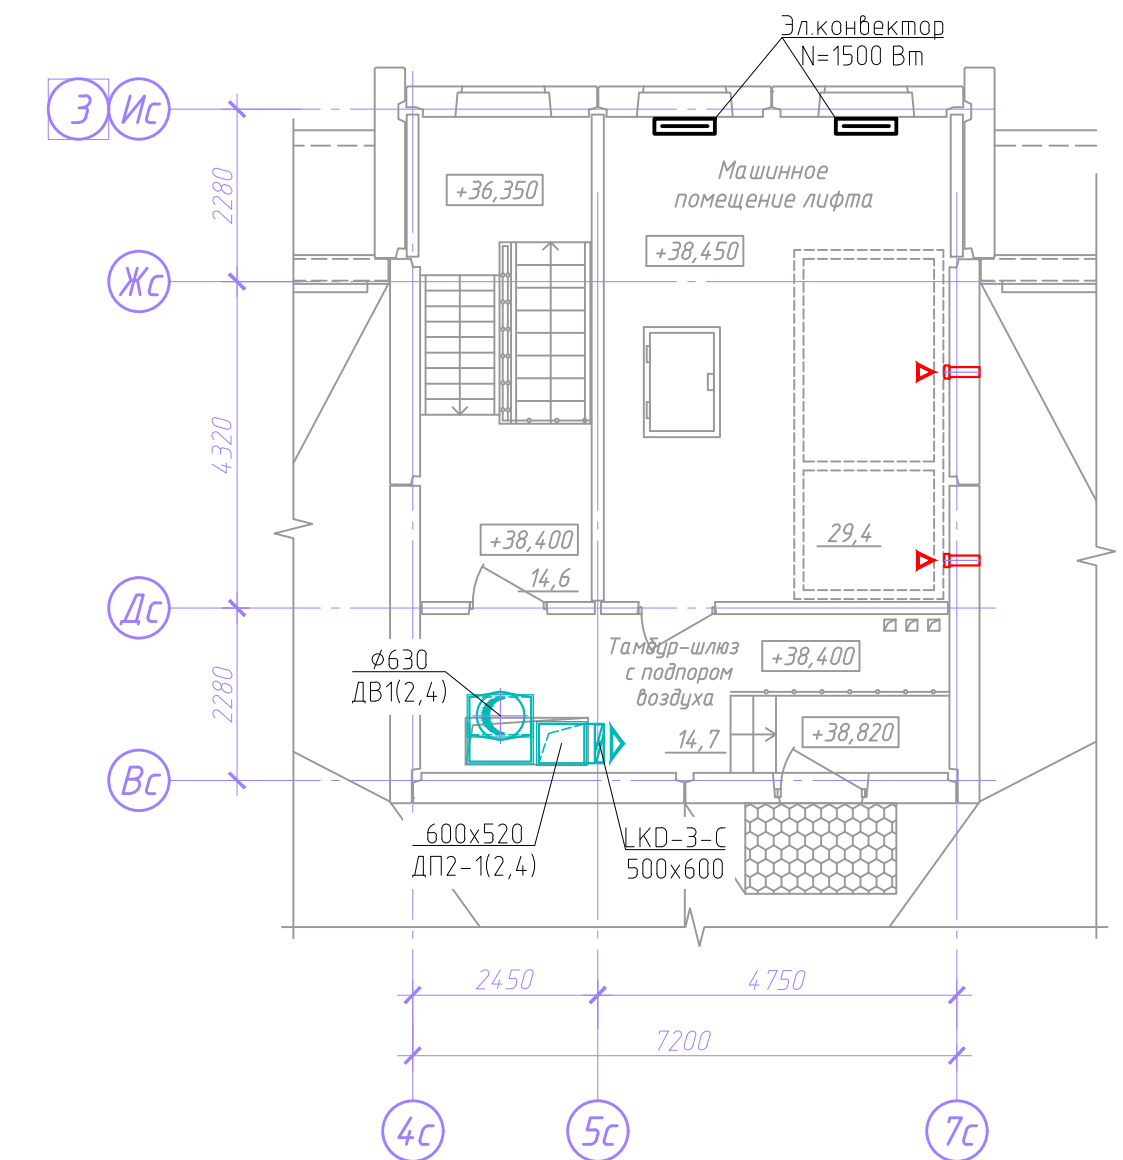 Эл.конвектор
N=1500 Вт
З
Ис
Машинное
помещение лифта
+36,350
2280
+38,450
Жс
4320
29,4
+38,400
14,6
Дс
Тамбур-шлюз
с подпором
воздуха
+38,400
⌀630
ДВ1(2,4)
2280
14,7
+38,820
Вс
600х520
ДП2-1(2,4)
LKD-3-C
500х600
2450
4750
7200
4с
5с
7с